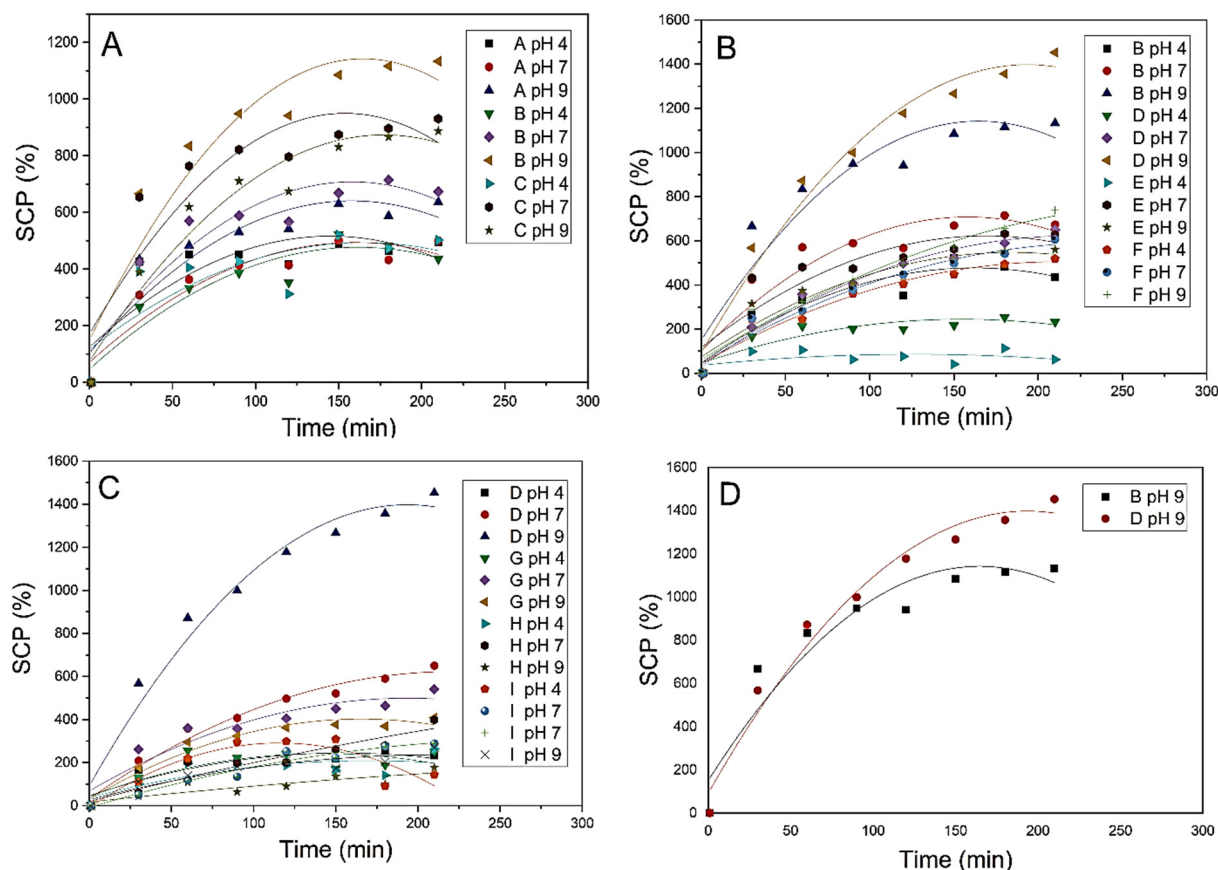 A
1200
1000
800
600
400
200
0
SCP (%)
0 50 100 150 200 250 300
Time (min)
A pH 4
A pH 7
A pH 9
B pH 4
B pH 7
B pH 9
C pH 4
C pH 7
C pH 9
B
1600
1400
1200
1000
800
600
400
200
0
SCP (%)
0 50 100 150 200 250 300
Time (min)
B pH 4
B pH 7
B pH 9
D pH 4
D pH 7
D pH 9
E pH 4
E pH 7
E pH 9
F pH 4
F pH 7
F pH 9
C
1600
1400
1200
1000
800
600
400
200
0
SCP (%)
0 50 100 150 200 250 300
Time (min)
D pH 4
D pH 7
D pH 9
G pH 4
G pH 7
G pH 9
H pH 4
H pH 7
H pH 9
I pH 4
I pH 7
I pH 7
I pH 9
D
1600
1400
1200
1000
800
600
400
200
0
SCP (%)
0 50 100 150 200 250 300
Time (min)
B pH 9
D pH 9